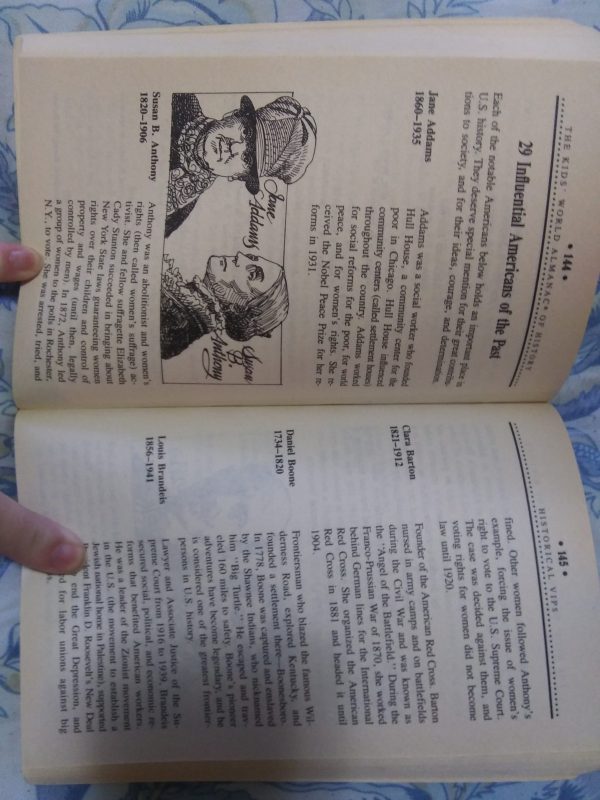 • 144 •
THE KIDS' WORLD ALMANAC OF HISTORY
29 Influential Americans of the Past
Each of the notable Americans below holds an important place in
U.S. history. They deserve special mention for their great contribu-
tions to society, and for their ideas, courage, and determination.
Jane Addams
1860–1935
Addams was a social worker who founded
Hull House, a community center for the
poor in Chicago. Hull House influenced
community centers (called settlement houses)
throughout the country. Addams worked
for social reforms for the poor, for world
peace, and for women's rights. She re-
ceived the Nobel Peace Prize for her re-
forms in 1931.
Jane
Addams
Susan
B.
Anthony
Susan B. Anthony
1820–1906
Anthony was an abolitionist and women's
rights (then called women's suffrage) ac-
tivist. She and fellow suffragette Elizabeth
Cady Stanton succeeded in bringing about
New York State laws guaranteeing women
rights over their children and control of
property and wages (until then, legally
controlled by men). In 1872, Anthony led
a group of women to the polls in Rochester,
N.Y., to vote. She was arrested, tried, and
• 145 •
HISTORICAL VIPS
fined. Other women followed Anthony's
example, forcing the issue of women's
right to vote to the U.S. Supreme Court.
The case was decided against them, and
voting rights for women did not become
law until 1920.
Clara Barton
1821–1912
Founder of the American Red Cross. Barton
nursed in army camps and on battlefields
during the Civil War and was known as
the "Angel of the Battlefield." During the
Franco-Prussian War of 1870, she worked
behind German lines for the International
Red Cross. She organized the American
Red Cross in 1881 and headed it until
1904.
Daniel Boone
1734–1820
Frontiersman who blazed the famous Wil-
derness Road, explored Kentucky, and
founded a settlement there, Boonesboro.
In 1778, Boone was captured and enslaved
by the Shawnee Indians, who nicknamed
him "Big Turtle." He escaped and trav-
eled 160 miles to safety. Boone's pioneer
adventures have become legendary, and he
is considered one of the greatest frontier-
persons in U.S. history.
Louis Brandeis
1856–1941
Lawyer and Associate Justice of the Su-
preme Court from 1916 to 1939, Brandeis
secured social, political, and economic re-
forms that benefited American workers.
He was a leader of the Zionist movement
in the U.S. (the movement to establish a
Jewish national home in Palestine), supported
President Franklin D. Roosevelt's New Deal
end the Great Depression, and
for labor unions against big